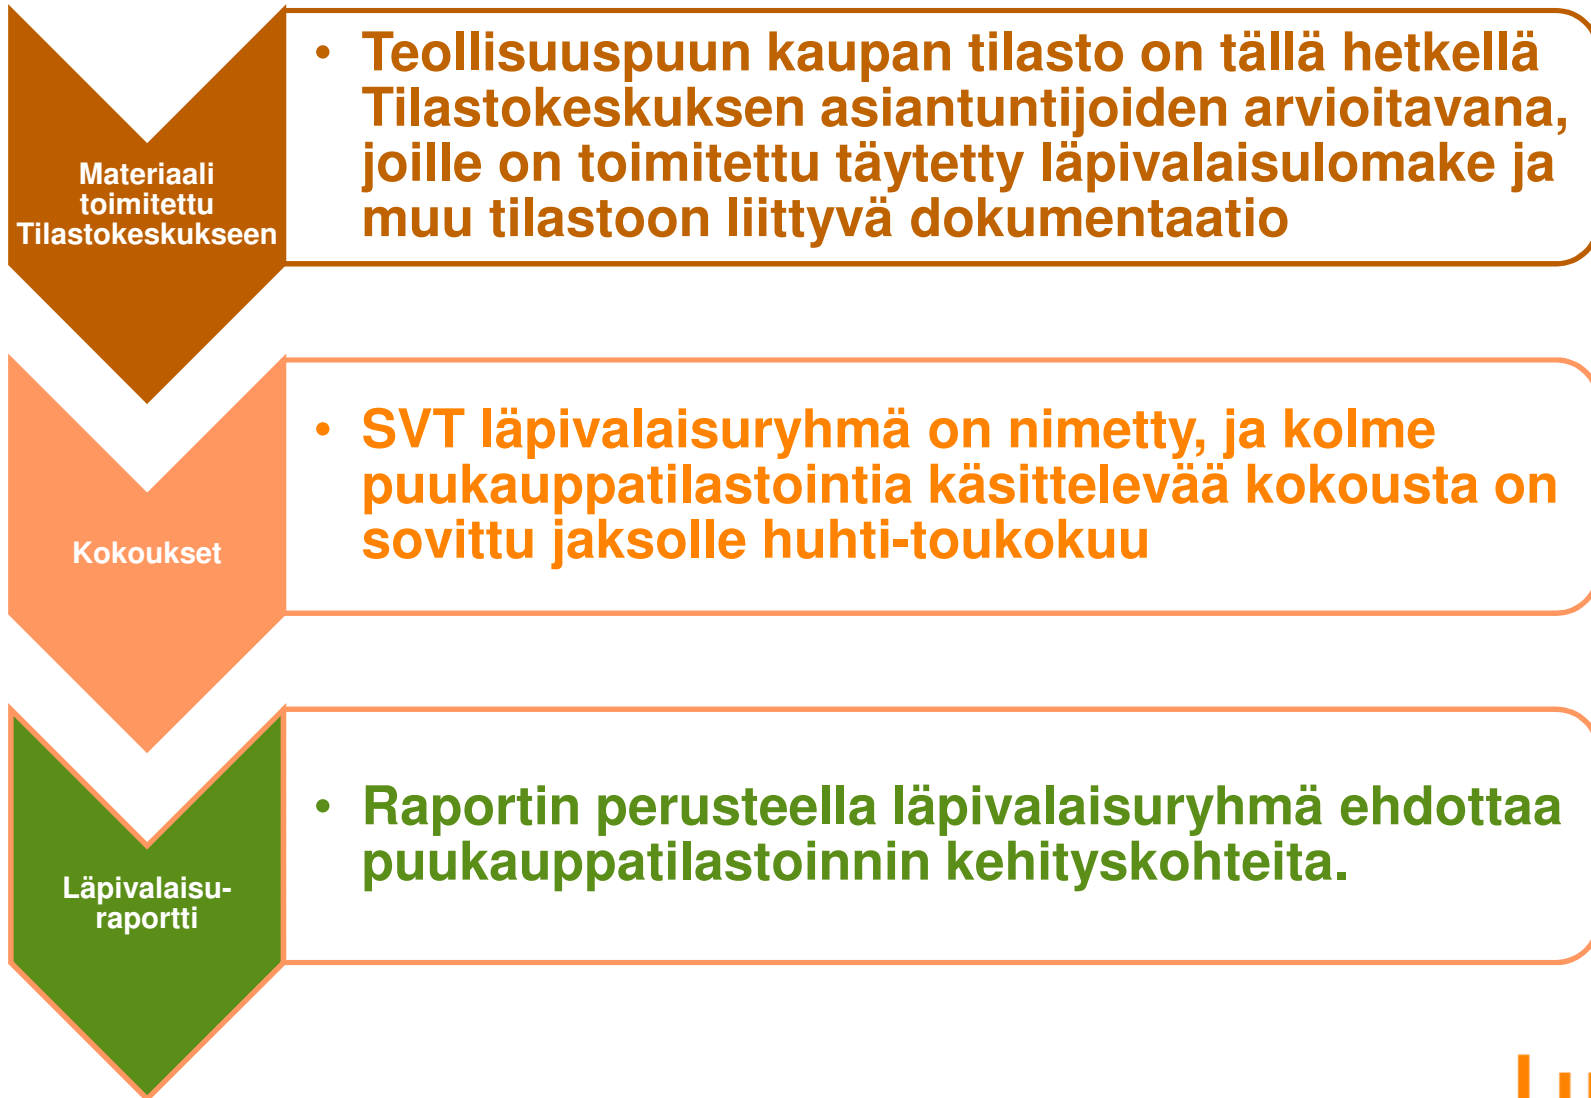 Materiaali
toimitettu
Tilastokeskukseen
• Teollisuuspuun kaupan tilasto on tällä hetkellä
Tilastokeskuksen asiantuntijoiden arvioitavana,
joille on toimitettu täytetty läpivalaisulomake ja
muu tilastoon liittyvä dokumentaatio
Kokoukset
• SVT läpivalaisuryhmä on nimetty, ja kolme
puukauppatilastointia käsittelevää kokousta on
sovittu jaksolle huhti-toukokuu
Läpivalaisu-
raportti
• Raportin perusteella läpivalaisuryhmä ehdottaa
puukauppatilastoinnin kehityskohteita.